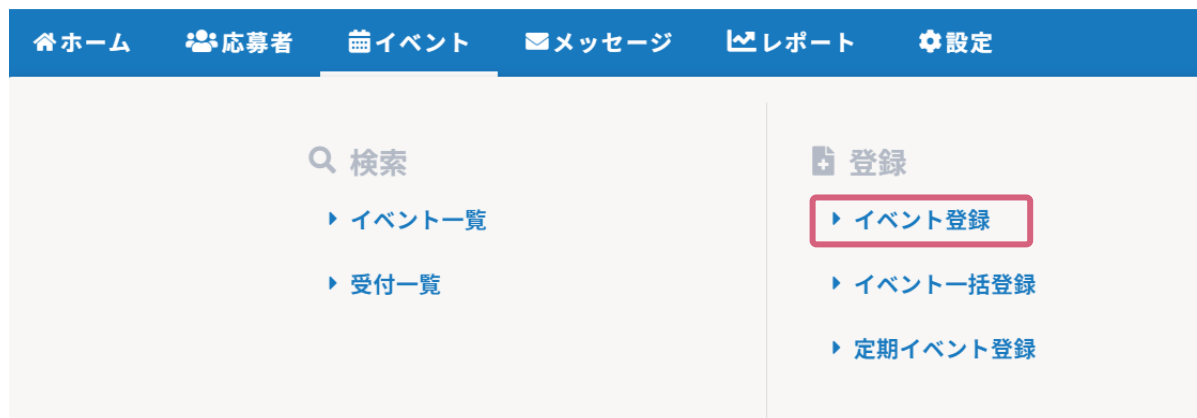 ホーム 応募者 イベント メッセージ レポート 設定
検索
イベント一覧
受付一覧
登録
イベント登録
イベント一括登録
定期イベント登録